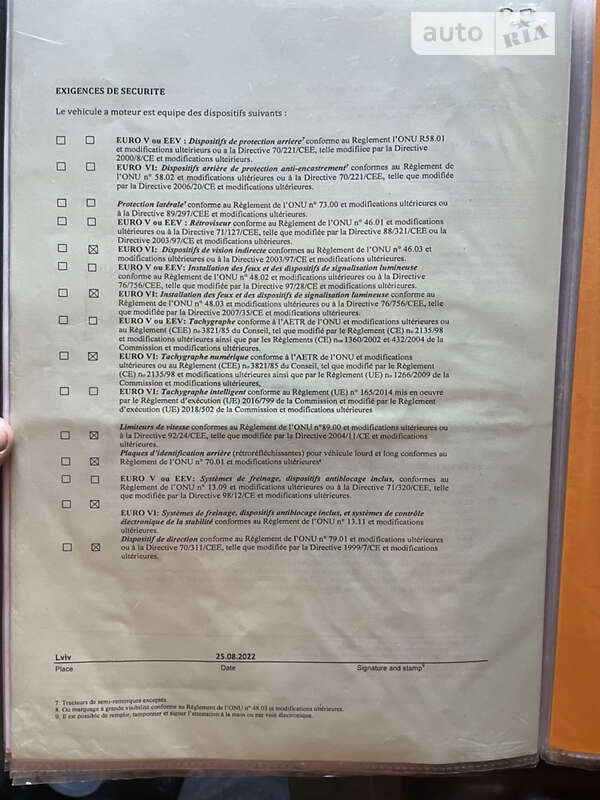 auto RIA
EXIGENCES DE SECURITE
Le vehicule a moteur est equipe des dispositifs suivants :
EURO V ou EEV : Dispositifs de protection arriere⁷ conforme au Reglement l'ONU R58.01
et modifications ulterieures ou a la Directive 70/221/CEE, telle modifiee par la Directive
2000/8/CE et modifications ulteirieurs.
EURO VI: Dispositifs arrière de protection anti-encastrement⁷ conformes au Règlement de
l'ONU n° 58.02 et modifications ultérieures ou à la Directive 70/221/CEE, telle que modifiée
par la Directive 2006/20/CE et modifications ultérieures.
Protection latérale⁷ conforme au Règlement de l'ONU n° 73.00 et modifications ultérieures ou
à la Directive 89/297/CEE et modifications ultérieures.
EURO V ou EEV : Rétroviseur conforme au Règlement de l'ONU n° 46.01 et modifications
ultérieures ou à la Directive 71/127/CEE, telle que modifiée par la Directive 88/321/CEE ou la
Directive 2003/97/CE et modifications ultérieures.
EURO VI: Dispositifs de vision indirecte conformes au Règlement de l'ONU n° 46.03 et
modifications ultérieures ou à la Directive 2003/97/CE et modifications ultérieures.
EURO V ou EEV: Installation des feux et des dispositifs de signalisation lumineuse
conforme au Règlement de l'ONU n° 48.02 et modifications ultérieures ou à la Directive
76/756/CEE, telle que modifiée par la Directive 97/28/CE et modifications ultérieures.
EURO VI: Installation des feux et des dispositifs de signalisation lumineuse conforme au
Règlement de l'ONU n° 48.03 et modifications ultérieures ou à la Directive 76/756/CEE, telle
que modifiée par la Directive 2007/35/CE et modifications ultérieures.
EURO V ou EEV: Tachygraphe conforme à l'AETR de l'ONU et modifications ultérieures ou
au Règlement (CEE) no 3821/85 du Conseil, tel que modifié par le Règlement (CE) no 2135/98
et modifications ultérieures ainsi que par les Règlements (CE) nos 1360/2002 et 432/2004 de la
Commission et modifications ultérieures.
EURO VI: Tachygraphe numérique conforme à l'AETR de l'ONU et modifications
ultérieures ou au Règlement (CEE) no 3821/85 du Conseil, tel que modifié par le Règlement
(CE) no 2135/98 et modifications ultérieures ainsi que par le Règlement (UE) no 1266/2009 de la
Commission et modifications ultérieures,
EURO VI: Tachygraphe intelligent conforme au Règlement (UE) n° 165/2014 mis en oeuvre
par le Règlement d'exécution (UE) 2016/799 de la Commission et modifié par le Règlement
d'exécution (UE) 2018/502 de la Commission et modifications ultérieures
Limiteurs de vitesse conformes au Règlement de l'ONU n°89.00 et modifications ultérieures ou
à la Directive 92/24/CEE, telle que modifiée par la Directive 2004/11/CE et modifications
ultérieures.
Plaques d'identification arrière (rétroréfléchissantes) pour véhicule lourd et long conformes au
Règlement de l'ONU n° 70.01 et modifications ultérieures⁸
EURO V ou EEV: Systèmes de freinage, dispositifs antiblocage inclus, conformes au
Règlement de l'ONU n° 13.09 et modifications ultérieures ou à la Directive 71/320/CEE, telle
que modifiée par la Directive 98/12/CE et modifications ultérieures.
EURO VI: Systèmes de freinage, dispositifs antiblocage inclus, et systèmes de contrôle
électronique de la stabilité conformes au Règlement de l'ONU n° 13.11 et modifications
ultérieures.
Dispositif de direction conforme au Règlement de l'ONU n° 79.01 et modifications ultérieures
ou à la Directive 70/311/CEE, telle que modifiée par la Directive 1999/7/CE et modifications
ultérieures.
Lviv 25.08.2022
Place Date Signature and stamp⁹
7. Tracteurs de semi-remorques exceptés.
8. Ou marquage à grande visibilité conforme au Règlement de l'ONU n° 48.03 et modifications ultérieures.
9. Il est possible de remplir, tamponner et signer l'attestation à la main ou par voie électronique.